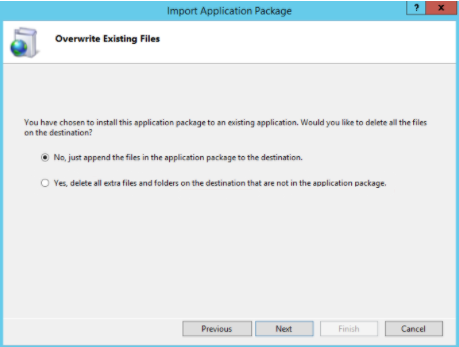 Import Application Package
? x
Overwrite Existing Files
You have chosen to install this application package to an existing application. Would you like to delete all the files
on the destination?
No, just append the files in the application package to the destination.
Yes, delete all extra files and folders on the destination that are not in the application package.
Previous Next Finish Cancel